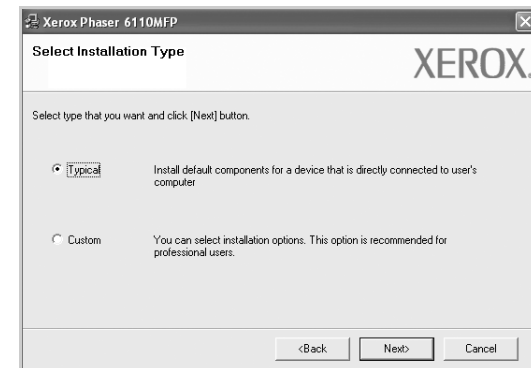 Xerox Phaser 6110MFP
Select Installation Type
XEROX.
Select type that you want and click [Next] button.
Typical
Install default components for a device that is directly connected to user's
computer
Custom
You can select installation options. This option is recommended for
professional users.
<Back
Next>
Cancel